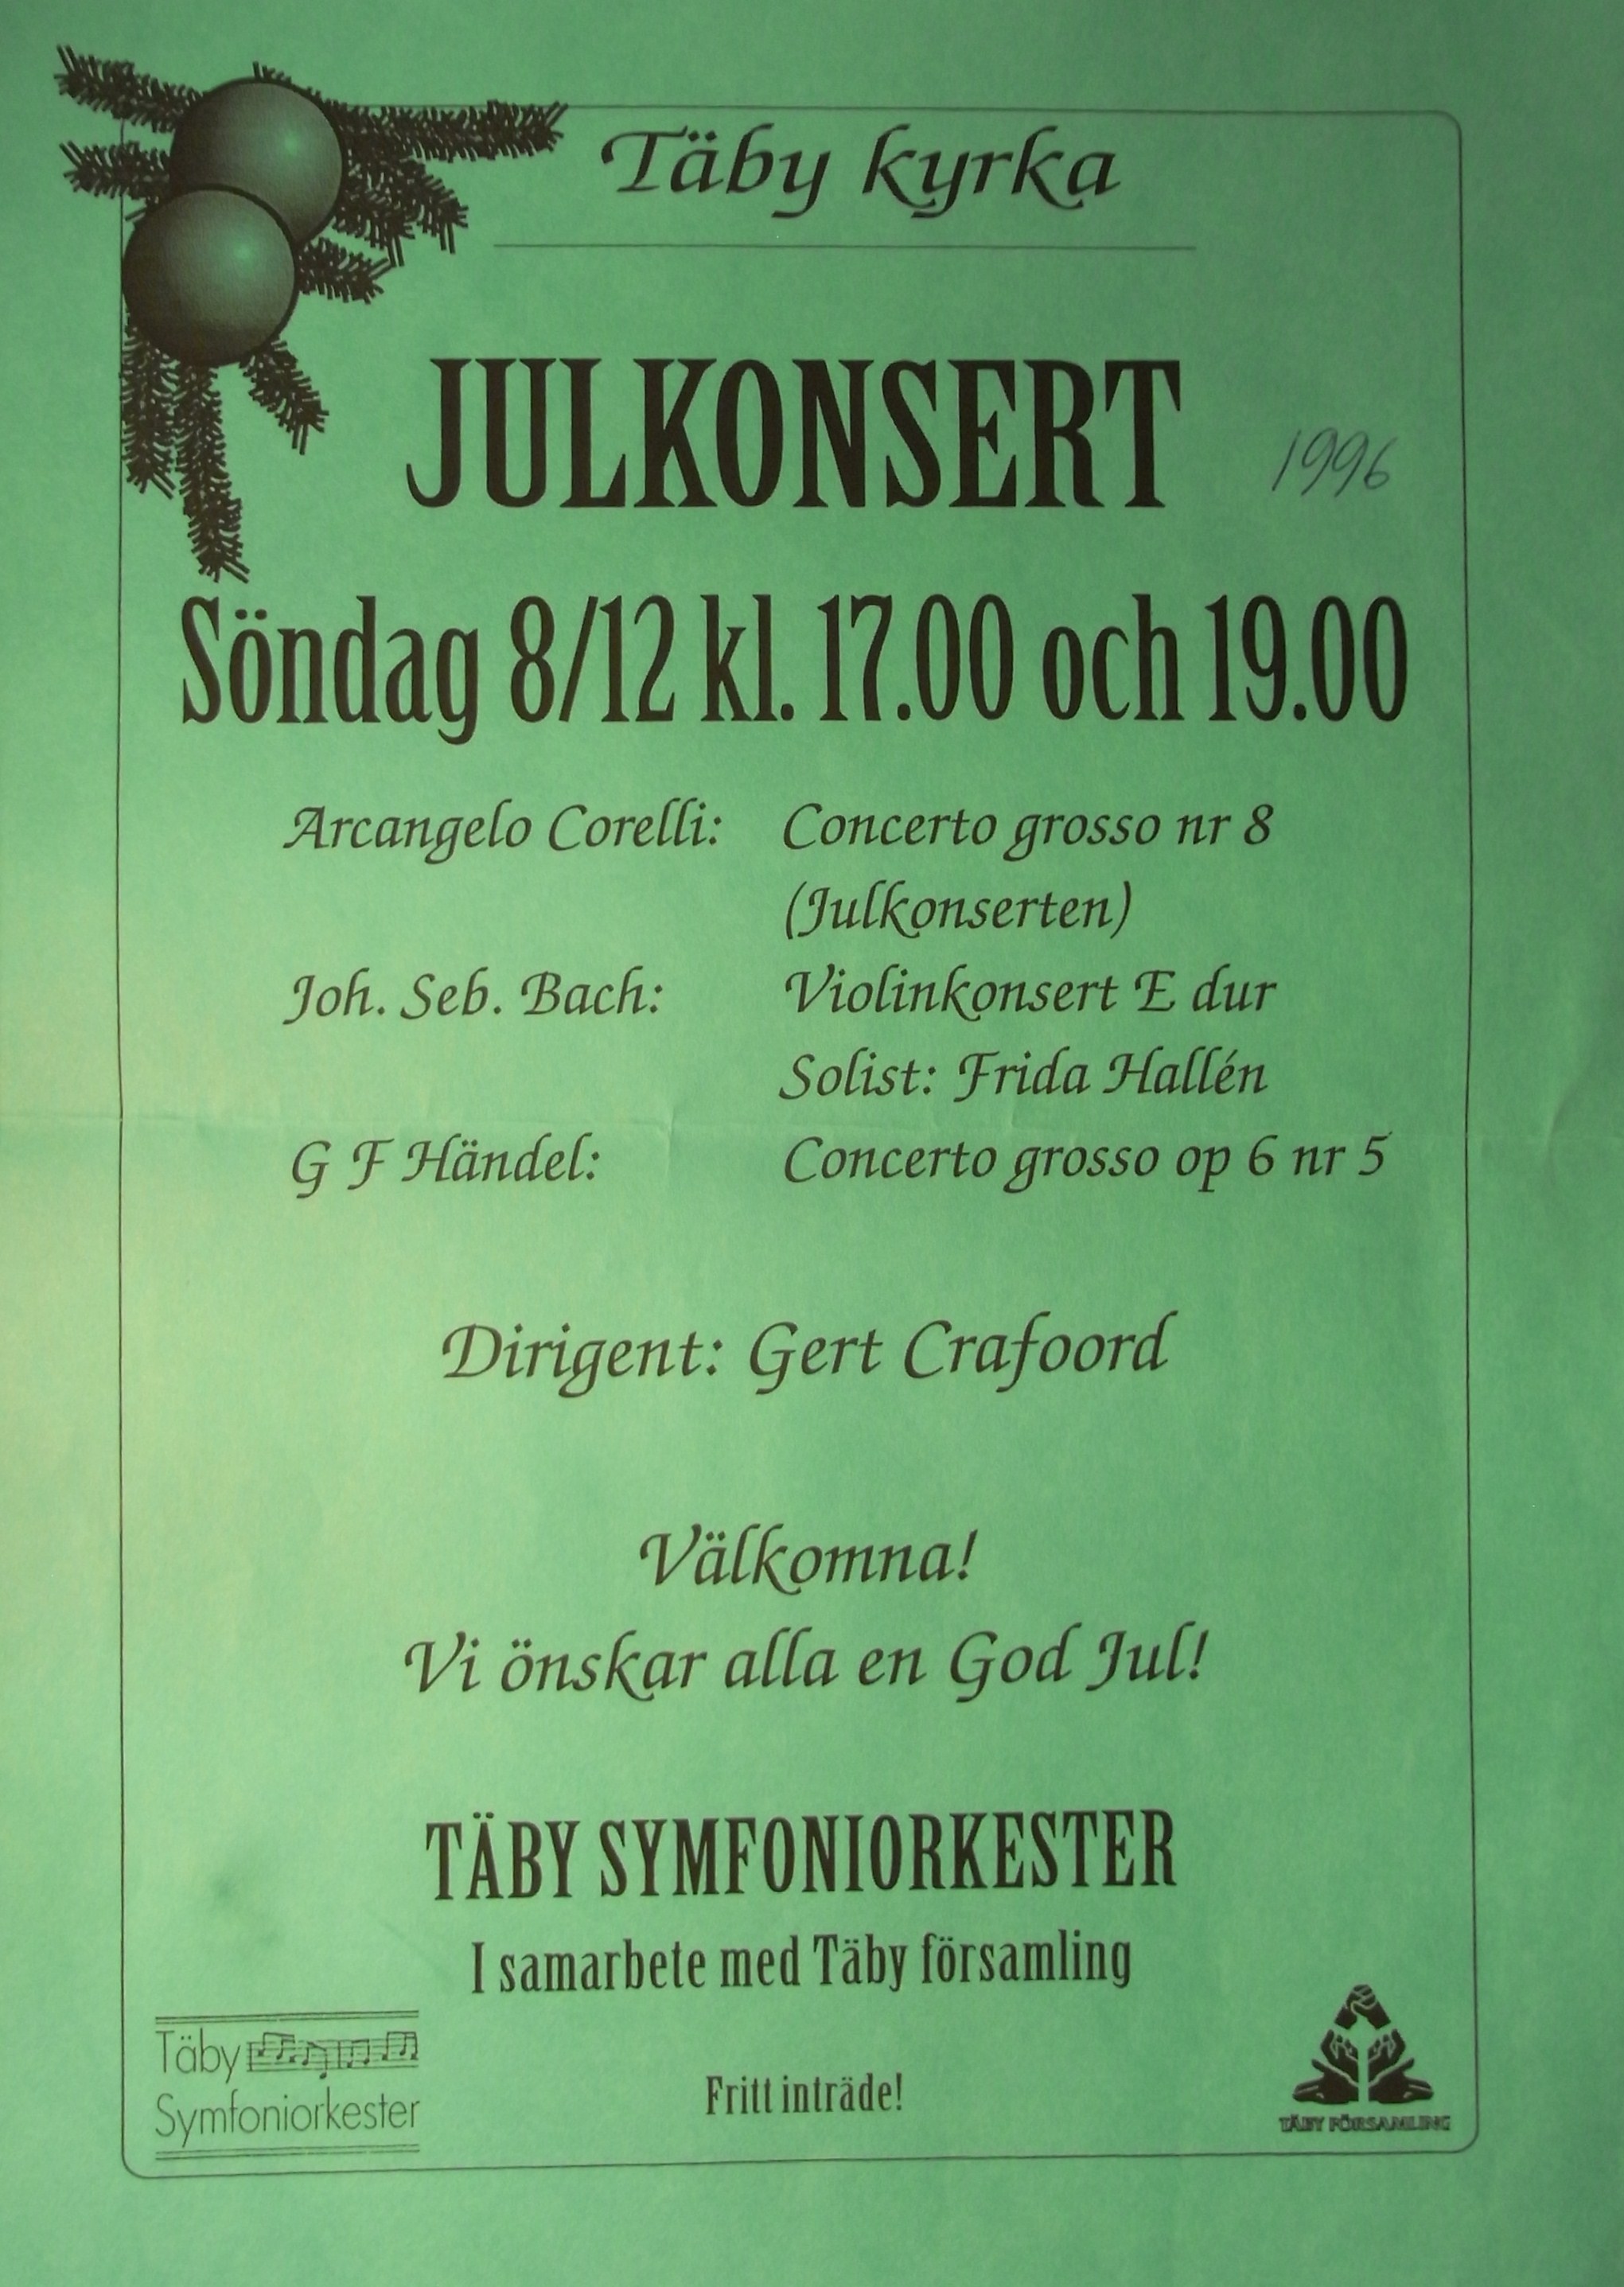 Täby kyrka
JULKONSERT 1996
Söndag 8/12 kl. 17.00 och 19.00
Arcangelo Corelli: Concerto grosso nr 8
(Julkonserten)
Joh. Seb. Bach: Violinkonsert E dur
Solist: Frida Hallén
G F Händel: Concerto grosso op 6 nr 5
Dirigent: Gert Crafoord
Välkomna!
Vi önskar alla en God Jul!
TÄBY SYMFONIORKESTER
I samarbete med Täby församling
Täby
Symfoniorkester
Fritt inträde!
TÄBY FÖRSAMLING